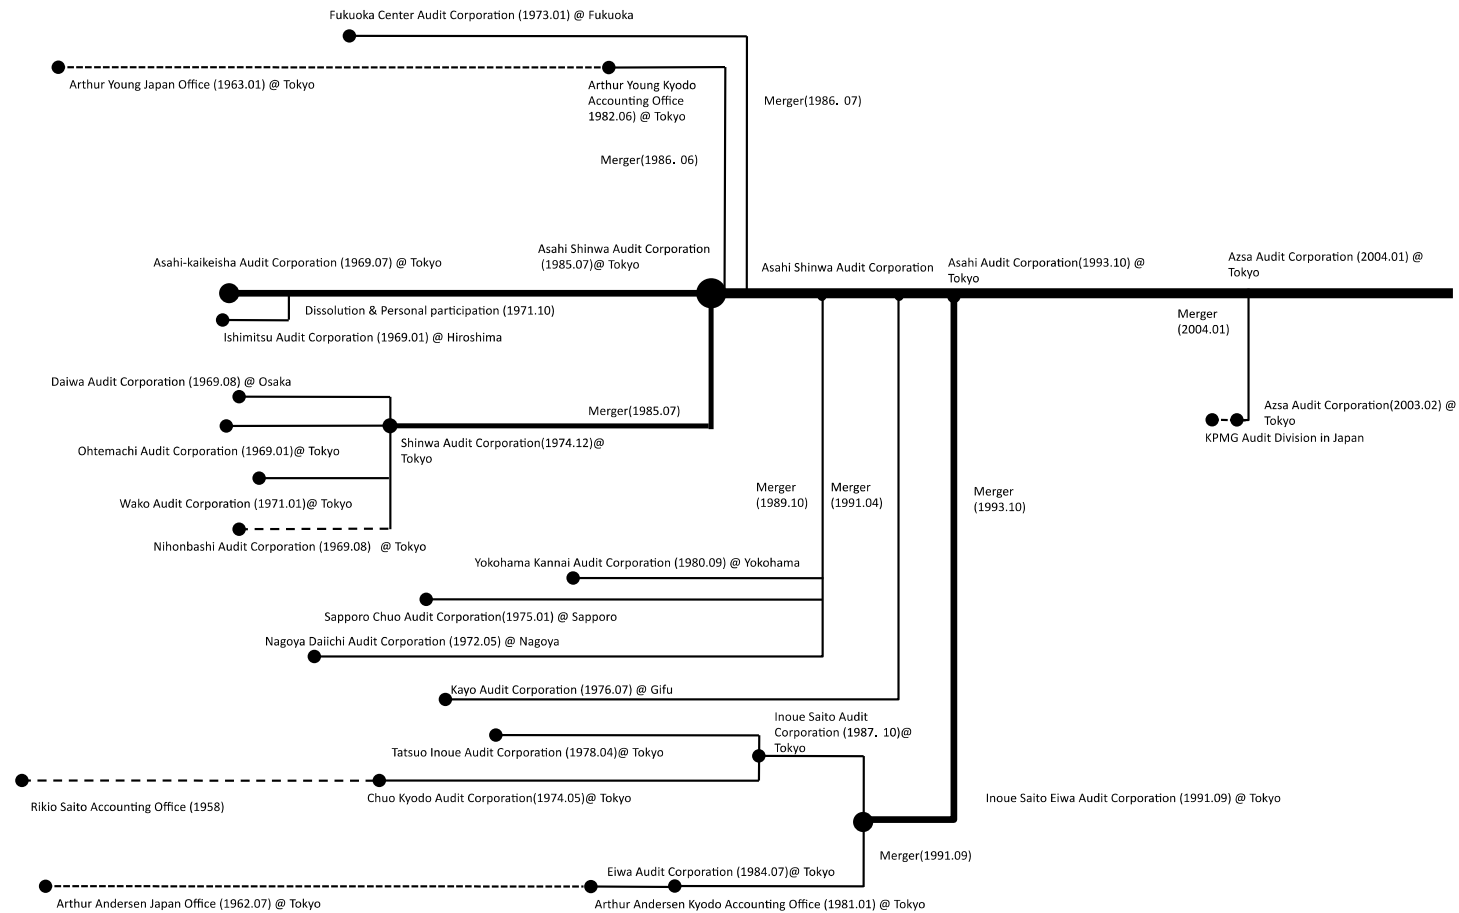 Fukuoka Center Audit Corporation (1973.01) @ Fukuoka
Arthur Young Japan Office (1963.01) @ Tokyo
Arthur Young Kyodo
Accounting Office
1982.06) @ Tokyo
Merger(1986. 07)
Merger(1986. 06)
Asahi Shinwa Audit Corporation
(1985.07)@ Tokyo
Asahi-kaikeisha Audit Corporation (1969.07) @ Tokyo
Asahi Shinwa Audit Corporation
Asahi Audit Corporation(1993.10) @
Tokyo
Azsa Audit Corporation (2004.01) @
Tokyo
Dissolution & Personal participation (1971.10)
Merger
(2004.01)
Ishimitsu Audit Corporation (1969.01) @ Hiroshima
Daiwa Audit Corporation (1969.08) @ Osaka
Merger(1985.07)
Azsa Audit Corporation(2003.02) @
Tokyo
KPMG Audit Division in Japan
Shinwa Audit Corporation(1974.12)@
Tokyo
Ohtemachi Audit Corporation (1969.01)@ Tokyo
Wako Audit Corporation (1971.01)@ Tokyo
Merger
(1989.10)
Merger
(1991.04)
Merger
(1993.10)
Nihonbashi Audit Corporation (1969.08) @ Tokyo
Yokohama Kannai Audit Corporation (1980.09) @ Yokohama
Sapporo Chuo Audit Corporation(1975.01) @ Sapporo
Nagoya Daiichi Audit Corporation (1972.05) @ Nagoya
Kayo Audit Corporation (1976.07) @ Gifu
Inoue Saito Audit
Corporation (1987. 10)@
Tokyo
Tatsuo Inoue Audit Corporation (1978.04)@ Tokyo
Chuo Kyodo Audit Corporation(1974.05)@ Tokyo
Rikio Saito Accounting Office (1958)
Inoue Saito Eiwa Audit Corporation (1991.09) @ Tokyo
Merger(1991.09)
Eiwa Audit Corporation (1984.07)@ Tokyo
Arthur Andersen Japan Office (1962.07) @ Tokyo
Arthur Andersen Kyodo Accounting Office (1981.01) @ Tokyo